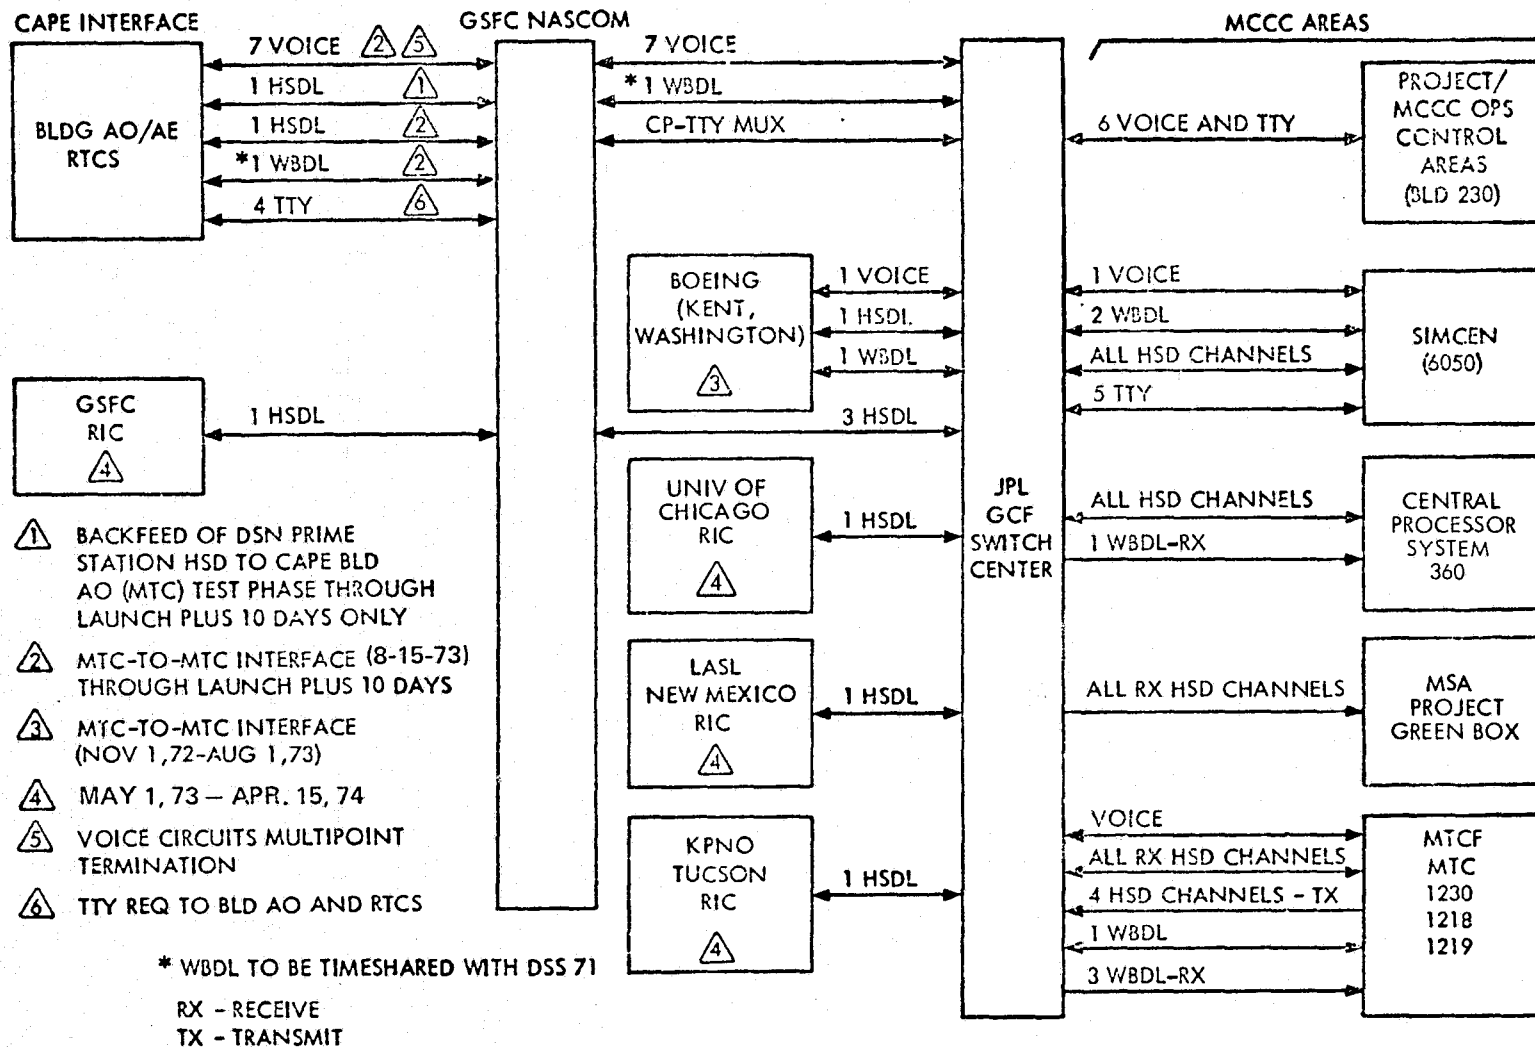 CAPE INTERFACE
GSFC NASCOM
MCCC AREAS
BLDG AO/AE
RTCS
7 VOICE 2 5
1 HSDL 1
1 HSDL 2
*1 WBDL 2
4 TTY 6
7 VOICE
* 1 WBDL
CP-TTY MUX
6 VOICE AND TTY
PROJECT/
MCCC OPS
CONTROL
AREAS
(BLD 230)
BOEING
(KENT,
WASHINGTON)
3
1 VOICE
1 HSDL
1 WBDL
1 VOICE
2 WBDL
ALL HSD CHANNELS
5 TTY
SIMCEN
(6050)
GSFC
RIC
4
1 HSDL
3 HSDL
UNIV OF
CHICAGO
RIC
4
1 HSDL
JPL
GCF
SWITCH
CENTER
ALL HSD CHANNELS
1 WBDL-RX
CENTRAL
PROCESSOR
SYSTEM
360
LASL
NEW MEXICO
RIC
4
1 HSDL
ALL RX HSD CHANNELS
MSA
PROJECT
GREEN BOX
KPNO
TUCSON
RIC
4
1 HSDL
VOICE
ALL RX HSD CHANNELS
4 HSD CHANNELS - TX
1 WBDL
3 WBDL-RX
MTCF
MTC
1230
1218
1219
1 BACKFEED OF DSN PRIME
STATION HSD TO CAPE BLD
AO (MTC) TEST PHASE THROUGH
LAUNCH PLUS 10 DAYS ONLY
2 MTC-TO-MTC INTERFACE (8-15-73)
THROUGH LAUNCH PLUS 10 DAYS
3 MTC-TO-MTC INTERFACE
(NOV 1,72-AUG 1,73)
4 MAY 1, 73 — APR. 15, 74
5 VOICE CIRCUITS MULTIPOINT
TERMINATION
6 TTY REQ TO BLD AO AND RTCS
* WBDL TO BE TIMESHARED WITH DSS 71
RX - RECEIVE
TX - TRANSMIT